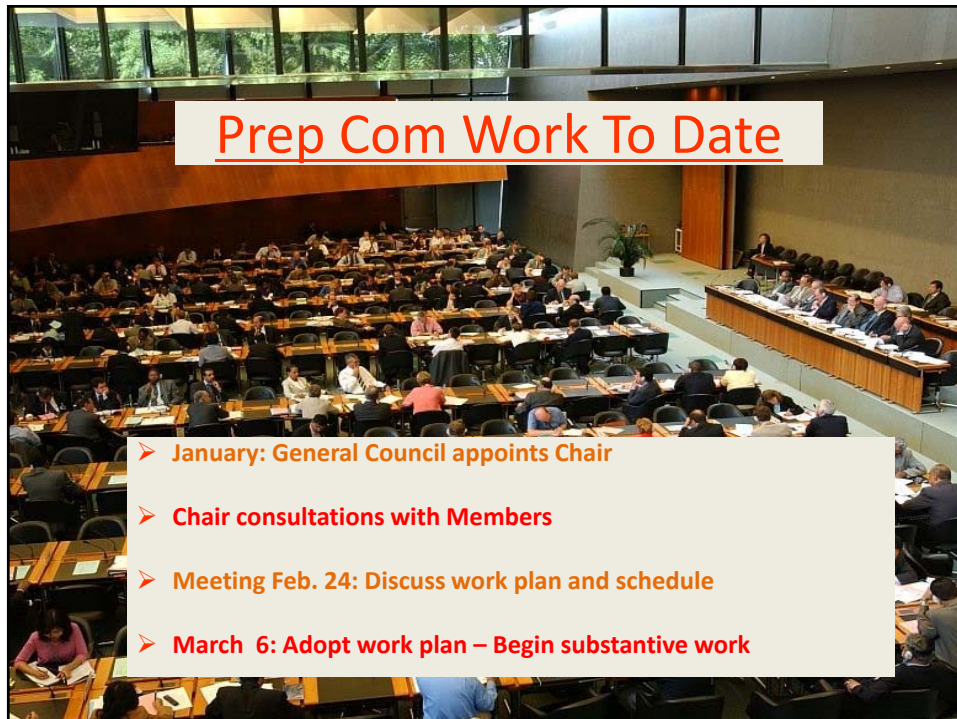 Prep Com Work To Date
➢ January: General Council appoints Chair
➢ Chair consultations with Members
➢ Meeting Feb. 24: Discuss work plan and schedule
➢ March  6: Adopt work plan – Begin substantive work